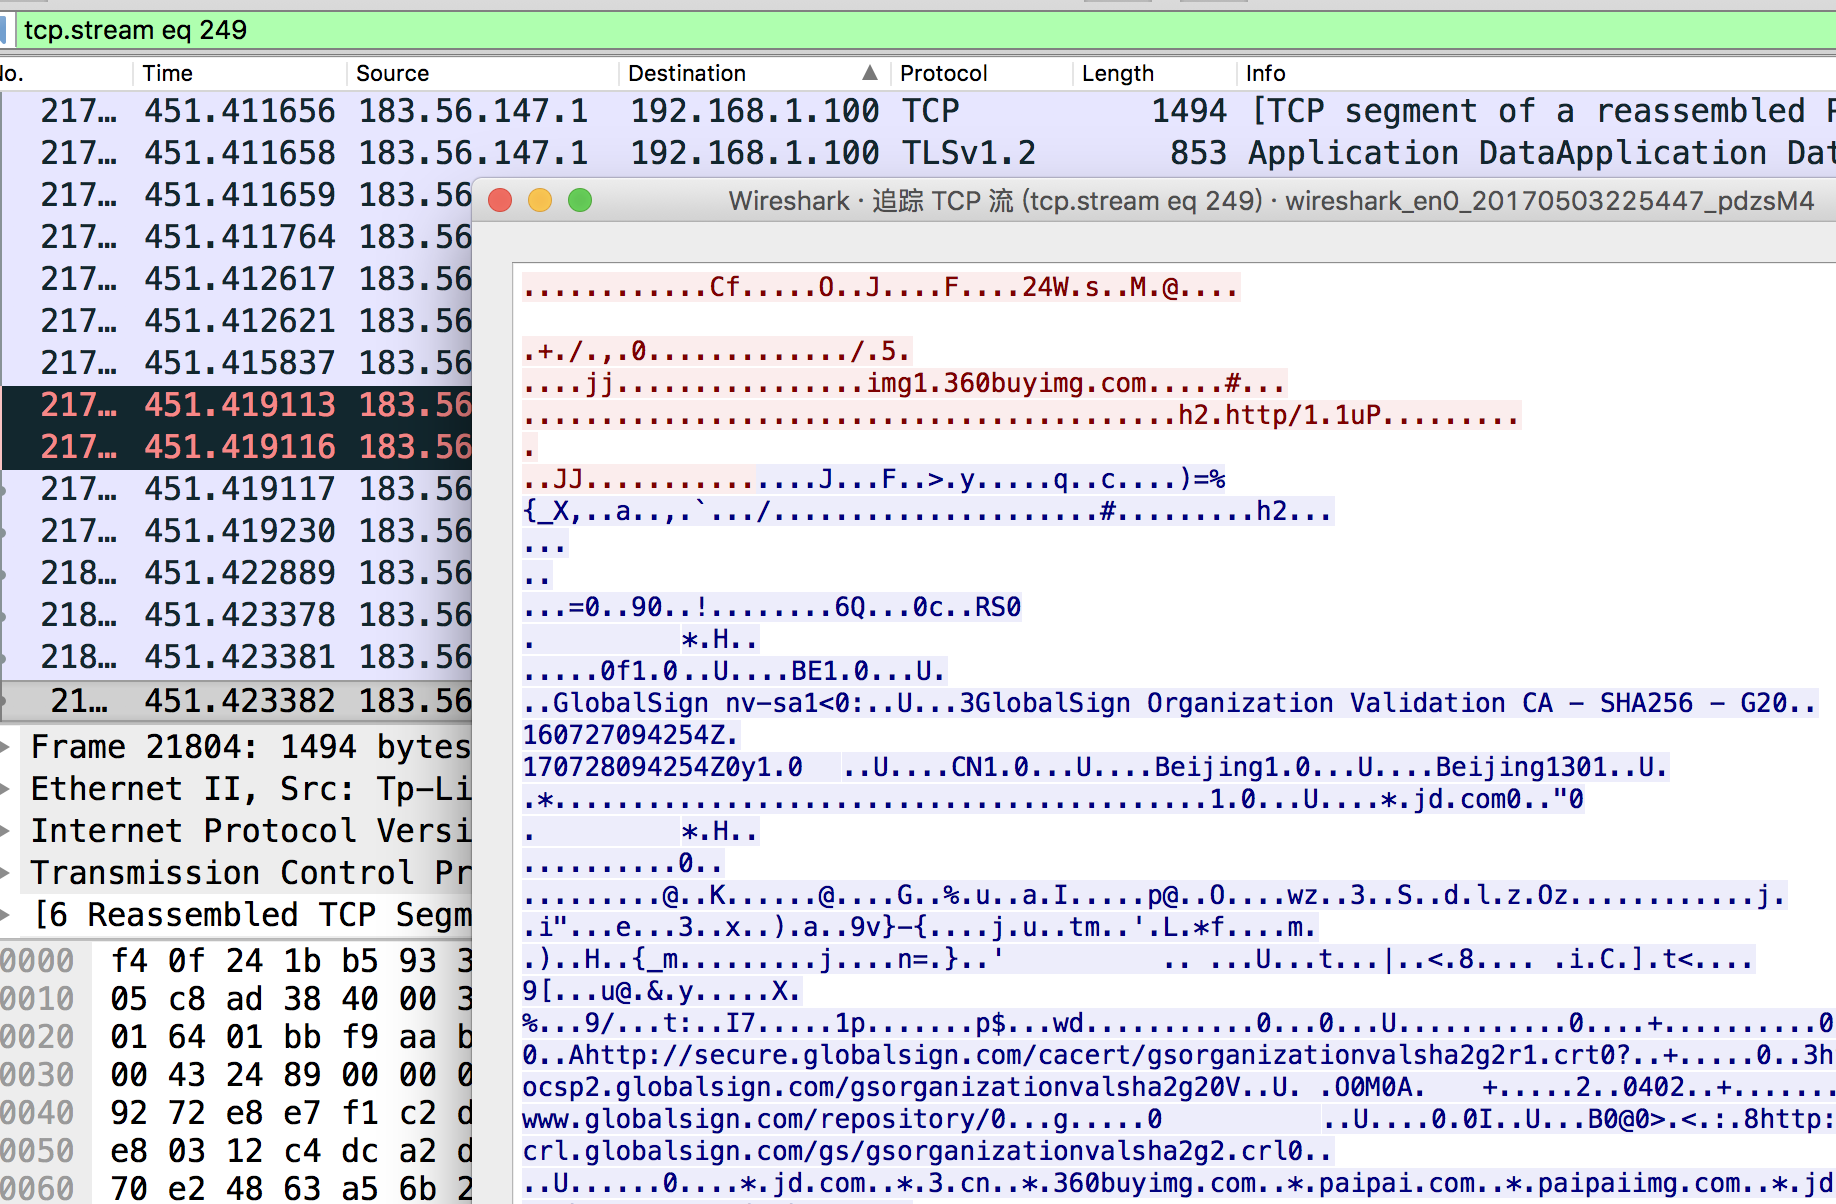 tcp.stream eq 249
No. Time Source Destination Protocol Length Info
217… 451.411656 183.56.147.1 192.168.1.100 TCP 1494 [TCP segment of a reassembled P
217… 451.411658 183.56.147.1 192.168.1.100 TLSv1.2 853 Application DataApplication Dat
217… 451.411659 183.56
217… 451.411764 183.56
217… 451.412617 183.56
217… 451.412621 183.56
217… 451.415837 183.56
217… 451.419113 183.56
217… 451.419116 183.56
217… 451.419117 183.56
217… 451.419230 183.56
218… 451.422889 183.56
218… 451.423378 183.56
218… 451.423381 183.56
21… 451.423382 183.56
Frame 21804: 1494 bytes
Ethernet II, Src: Tp-Li
Internet Protocol Versi
Transmission Control Pr
[6 Reassembled TCP Segm
0000 f4 0f 24 1b b5 93 3
0010 05 c8 ad 38 40 00 3
0020 01 64 01 bb f9 aa b
0030 00 43 24 89 00 00 0
0040 92 72 e8 e7 f1 c2 d
0050 e8 03 12 c4 dc a2 d
0060 70 e2 48 63 a5 6b 2
Wireshark · 追踪 TCP 流 (tcp.stream eq 249) · wireshark_en0_20170503225447_pdzsM4
............Cf.....O..J....F....24W.s..M.@....
.+./.,.0............./.5.
....jj................img1.360buyimg.com.....#...
..........................................h2.http/1.1uP.........
.
..JJ...............J...F..>.y.....q..c....)=%
{_X,..a..,.`.../.....................#.........h2...
...
..
...=0..90..!........6Q...0c..RS0
. *.H..
.....0f1.0..U....BE1.0...U.
..GlobalSign nv-sa1<0:..U...3GlobalSign Organization Validation CA - SHA256 - G20..
160727094254Z.
170728094254Z0y1.0 ..U....CN1.0...U....Beijing1.0...U....Beijing1301..U.
.*..........................................1.0...U....*.jd.com0.."0
. *.H..
..........0..
.........@..K......@....G..%.u..a.I.....p@..O....wz..3..S..d.l.z.Oz............j.
.i"...e...3..x..).a..9v}-{....j.u..tm..'.L.*f....m.
.)..H..{_m.........j....n=.}..' .. ...U...t...|..<.8.... .i.C.].t<....
9[...u@.&.y.....X.
%...9/...t:..I7.....1p.......p$...wd...........0...0...U...........0....+..........0
0..Ahttp://secure.globalsign.com/cacert/gsorganizationvalsha2g2r1.crt0?..+.....0..3h
ocsp2.globalsign.com/gsorganizationvalsha2g20V..U. .O0M0A. +.....2..0402..+.......
www.globalsign.com/repository/0...g.....0 ..U....0.0I..U...B0@0>.<.:.8http:
crl.globalsign.com/gs/gsorganizationvalsha2g2.crl0..
..U......0....*.jd.com..*.3.cn..*.360buyimg.com..*.paipai.com..*.paipaiimg.com..*.jd